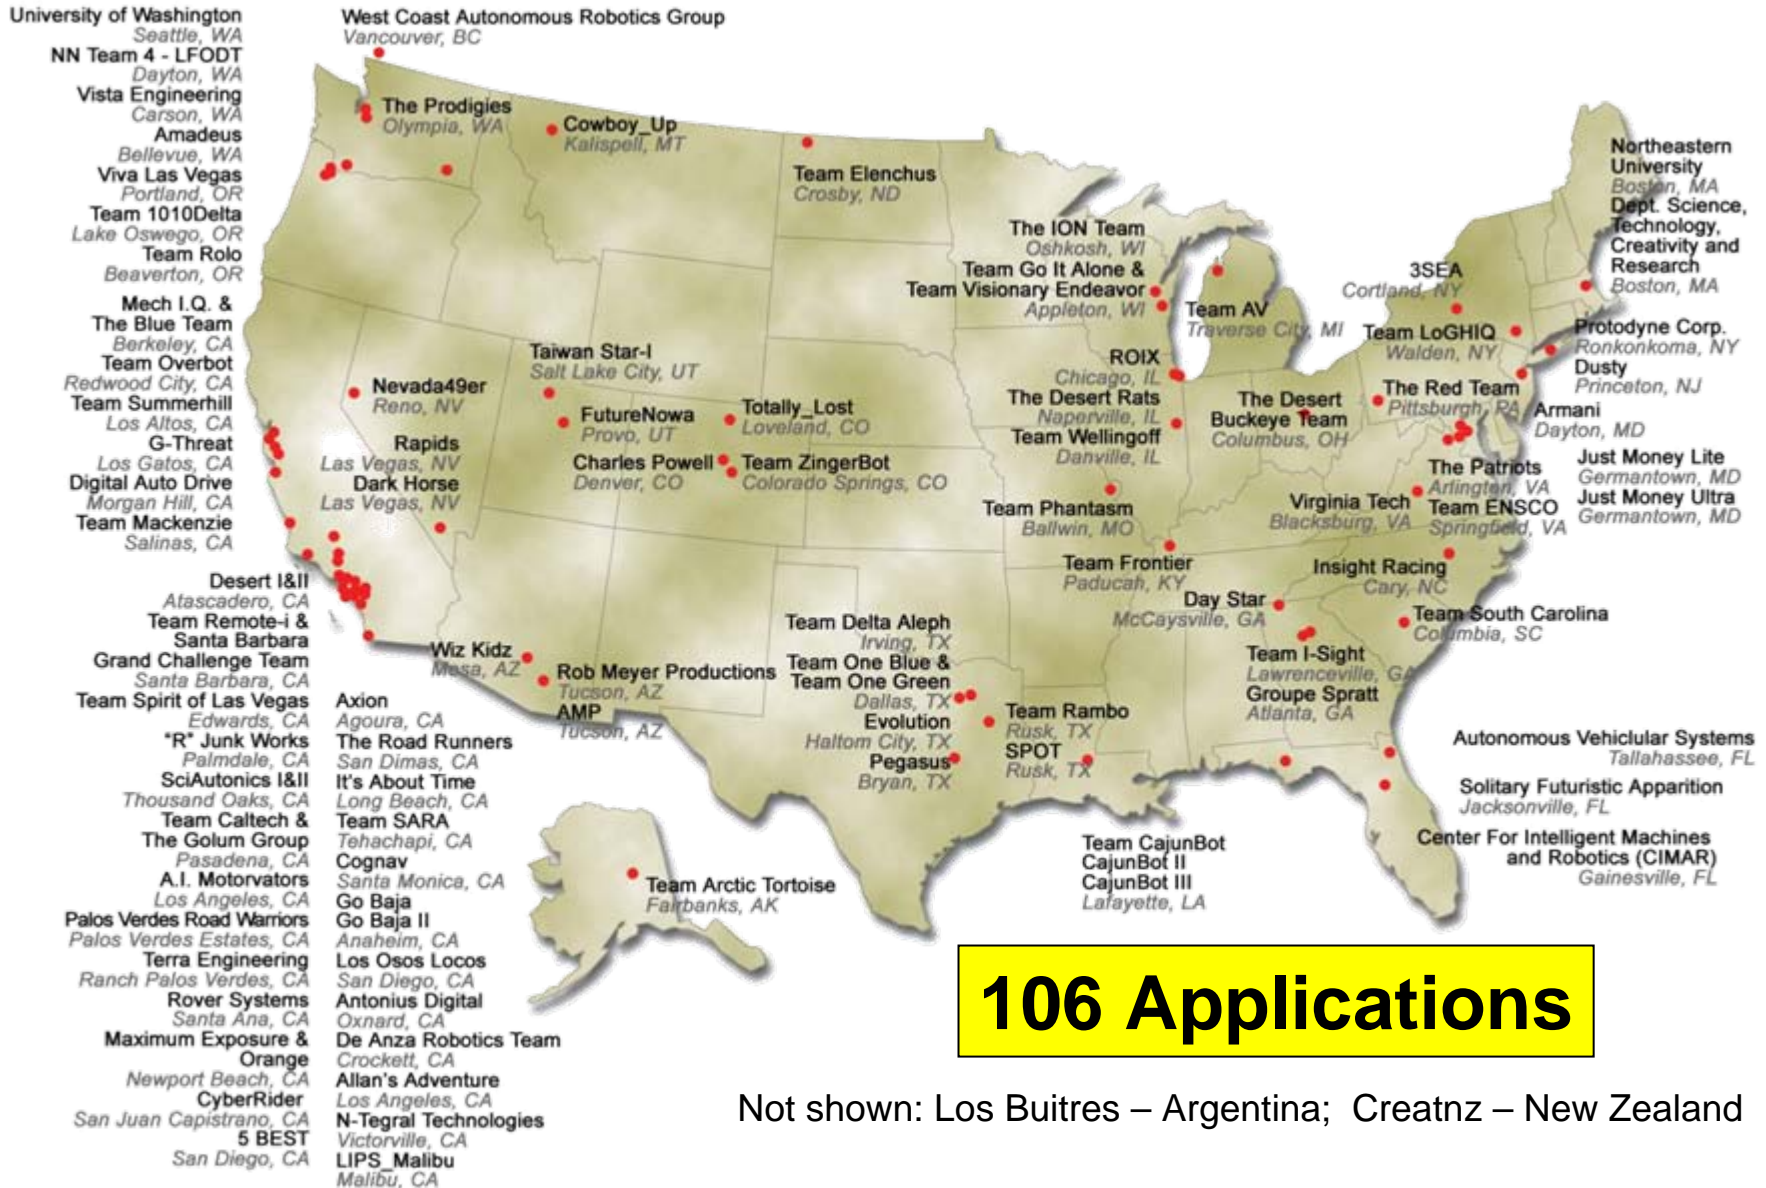 University of Washington
Seattle, WA
NN Team 4 - LFODT
Dayton, WA
Vista Engineering
Carson, WA
Amadeus
Bellevue, WA
Viva Las Vegas
Portland, OR
Team 1010Delta
Lake Oswego, OR
Team Rolo
Beaverton, OR
Mech I.Q. &
The Blue Team
Berkeley, CA
Team Overbot
Redwood City, CA
Team Summerhill
Los Altos, CA
G-Threat
Los Gatos, CA
Digital Auto Drive
Morgan Hill, CA
Team Mackenzie
Salinas, CA
Desert I&II
Atascadero, CA
Team Remote-i &
Santa Barbara
Grand Challenge Team
Santa Barbara, CA
Team Spirit of Las Vegas
Edwards, CA
"R" Junk Works
Palmdale, CA
SciAutonics I&II
Thousand Oaks, CA
Team Caltech &
The Golum Group
Pasadena, CA
A.I. Motorvators
Los Angeles, CA
Palos Verdes Road Warriors
Palos Verdes Estates, CA
Terra Engineering
Ranch Palos Verdes, CA
Rover Systems
Santa Ana, CA
Maximum Exposure &
Orange
Newport Beach, CA
CyberRider
San Juan Capistrano, CA
5 BEST
San Diego, CA
Axion
Agoura, CA
The Road Runners
San Dimas, CA
It's About Time
Long Beach, CA
Team SARA
Tehachapi, CA
Cognav
Santa Monica, CA
Go Baja
Go Baja II
Anaheim, CA
Los Osos Locos
San Diego, CA
Antonius Digital
Oxnard, CA
De Anza Robotics Team
Crockett, CA
Allan's Adventure
Los Angeles, CA
N-Tegral Technologies
Victorville, CA
LIPS_Malibu
Malibu, CA
West Coast Autonomous Robotics Group
Vancouver, BC
The Prodigies
Olympia, WA
Cowboy_Up
Kalispell, MT
Team Elenchus
Crosby, ND
Nevada49er
Reno, NV
Rapids
Las Vegas, NV
Dark Horse
Las Vegas, NV
Taiwan Star-I
Salt Lake City, UT
FutureNowa
Provo, UT
Charles Powell
Denver, CO
Totally_Lost
Loveland, CO
Team ZingerBot
Colorado Springs, CO
Wiz Kidz
Mesa, AZ
Rob Meyer Productions
Tucson, AZ
AMP
Tucson, AZ
Team Arctic Tortoise
Fairbanks, AK
Team Delta Aleph
Irving, TX
Team One Blue &
Team One Green
Dallas, TX
Evolution
Haltom City, TX
Pegasus
Bryan, TX
Team Rambo
Rusk, TX
SPOT
Rusk, TX
Team CajunBot
CajunBot II
CajunBot III
Lafayette, LA
The ION Team
Oshkosh, WI
Team Go It Alone &
Team Visionary Endeavor
Appleton, WI
Team AV
Traverse City, MI
ROIX
Chicago, IL
The Desert Rats
Naperville, IL
Team Wellingoff
Danville, IL
Team Phantasm
Ballwin, MO
Team Frontier
Paducah, KY
The Desert
Buckeye Team
Columbus, OH
Day Star
McCaysville, GA
Team I-Sight
Lawrenceville, GA
Groupe Spratt
Atlanta, GA
3SEA
Cortland, NY
Team LoGHIQ
Walden, NY
The Red Team
Pittsburgh, PA
The Patriots
Arlington, VA
Virginia Tech
Blacksburg, VA
Team ENSCO
Springfield, VA
Insight Racing
Cary, NC
Team South Carolina
Columbia, SC
Northeastern
University
Boston, MA
Dept. Science,
Technology,
Creativity and
Research
Boston, MA
Protodyne Corp.
Ronkonkoma, NY
Dusty
Princeton, NJ
Armani
Dayton, MD
Just Money Lite
Germantown, MD
Just Money Ultra
Germantown, MD
Autonomous Vehiclular Systems
Tallahassee, FL
Solitary Futuristic Apparition
Jacksonville, FL
Center For Intelligent Machines
and Robotics (CIMAR)
Gainesville, FL
106 Applications
Not shown: Los Buitres – Argentina; Creatnz – New Zealand